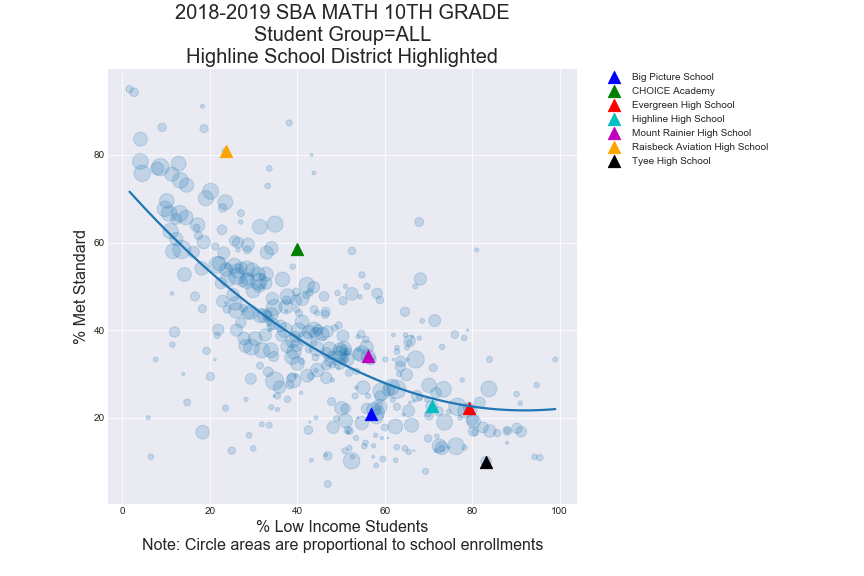 2018-2019 SBA MATH 10TH GRADE
Student Group=ALL
Highline School District Highlighted
Big Picture School
CHOICE Academy
Evergreen High School
Highline High School
Mount Rainier High School
Raisbeck Aviation High School
Tyee High School
% Met Standard
80
60
40
20
0 20 40 60 80 100
% Low Income Students
Note: Circle areas are proportional to school enrollments